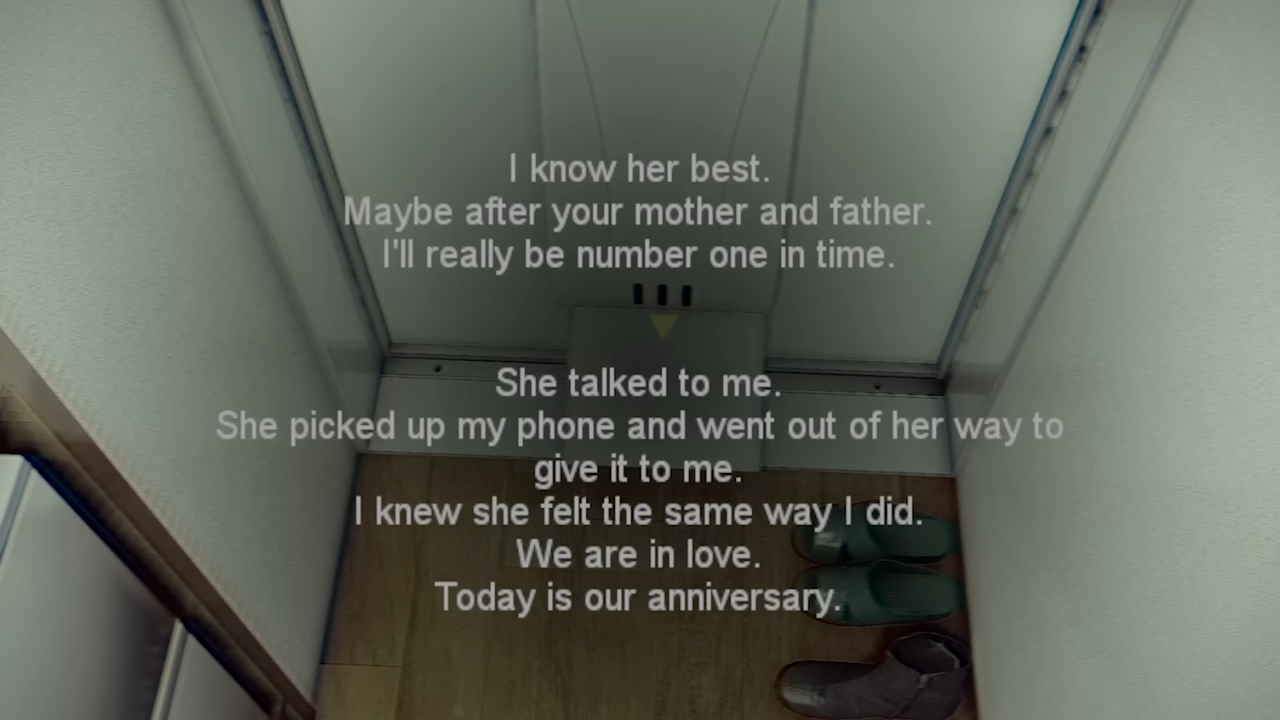 I know her best.
Maybe after your mother and father.
I'll really be number one in time.
She talked to me.
She picked up my phone and went out of her way to
give it to me.
I knew she felt the same way I did.
We are in love.
Today is our anniversary.